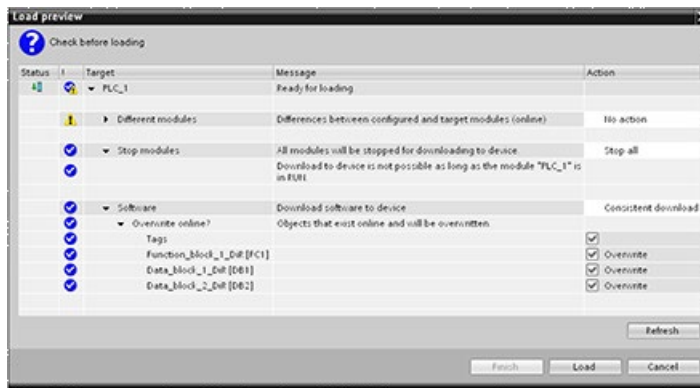 Load preview
Check before loading
Status ! Target Message Action
PLC_1 Ready for loading.
Different modules Differences between configured and target modules (online) No action
Stop modules All modules will be stopped for downloading to device. Stop all
Download to device is not possible as long as the module "PLC_1" is
in RUN.
Software Download software to device Consistent download
Overwrite online? Objects that exist online and will be overwritten.
Tags
Function_block_1_DiR [FC1] Overwrite
Data_block_1_DiR [DB1] Overwrite
Data_block_2_DiR [DB2] Overwrite
Refresh
Finish Load Cancel